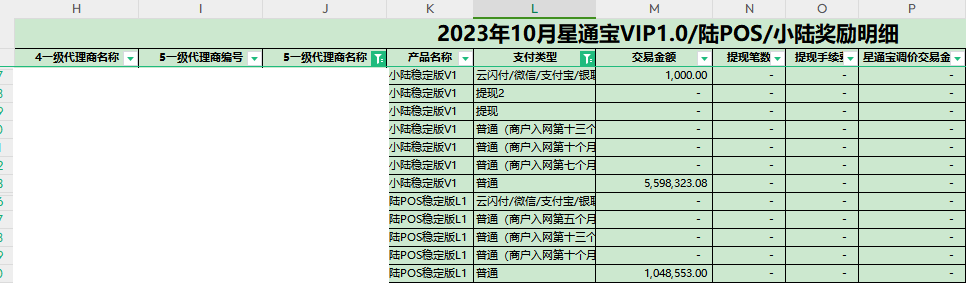 H I J K L M N O P
2023年10月星通宝VIP1.0/陆POS/小陆奖励明细
4一级代理商名称 5一级代理商编号 5一级代理商名称 产品名称 支付类型 交易金额 提现笔数 提现手续费 星通宝调价交易金
7 小陆稳定版V1 云闪付/微信/支付宝/银联 1,000.00 - - -
8 小陆稳定版V1 提现2 - - - -
9 小陆稳定版V1 提现 - - - -
0 小陆稳定版V1 普通（商户入网第十三个 - - - -
1 小陆稳定版V1 普通（商户入网第十个月 - - - -
2 小陆稳定版V1 普通（商户入网第七个月 - - - -
3 小陆稳定版V1 普通 5,598,323.08 - - -
6 陆POS稳定版L1 云闪付/微信/支付宝/银联 - - - -
7 陆POS稳定版L1 普通（商户入网第五个月 - - - -
8 陆POS稳定版L1 普通（商户入网第十三个 - - - -
9 陆POS稳定版L1 普通（商户入网第十个月 - - - -
0 陆POS稳定版L1 普通 1,048,553.00 - - -